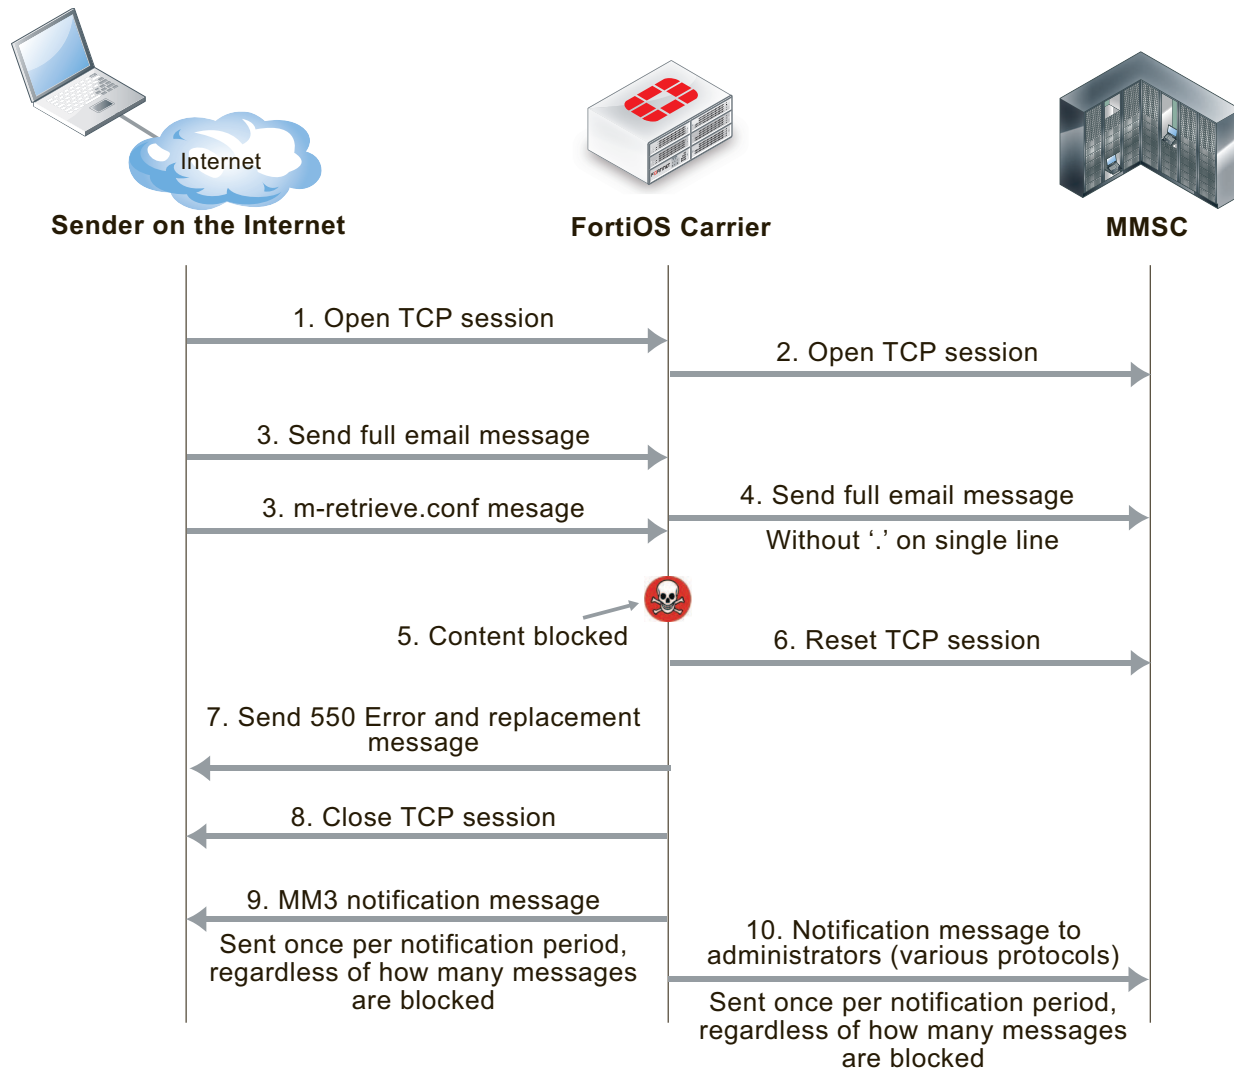 Internet
FORTINET
Sender on the Internet
FortiOS Carrier
MMSC
1. Open TCP session
2. Open TCP session
3. Send full email message
3. m-retrieve.conf mesage
4. Send full email message
Without ‘.’ on single line
5. Content blocked
6. Reset TCP session
7. Send 550 Error and replacement
message
8. Close TCP session
9. MM3 notification message
Sent once per notification period,
regardless of how many messages
are blocked
10. Notification message to
administrators (various protocols)
Sent once per notification period,
regardless of how many messages
are blocked